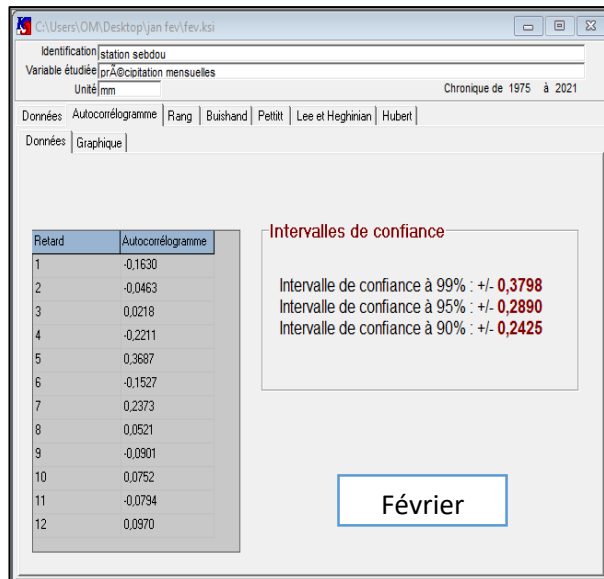 C:\Users\OM\Desktop\jan fev\fev.ksi
Identification station sebdou
Variable étudiée prÃ©cipitation mensuelles
Unité mm Chronique de 1975 à 2021
Données Autocorrélogramme Rang Buishand Pettitt Lee et Heghinian Hubert
Données Graphique
Retard Autocorrélogramme
1 -0,1630
2 -0,0463
3 0,0218
4 -0,2211
5 0,3687
6 -0,1527
7 0,2373
8 0,0521
9 -0,0901
10 0,0752
11 -0,0794
12 0,0970
Intervalles de confiance
Intervalle de confiance à 99% : +/- 0,3798
Intervalle de confiance à 95% : +/- 0,2890
Intervalle de confiance à 90% : +/- 0,2425
Février